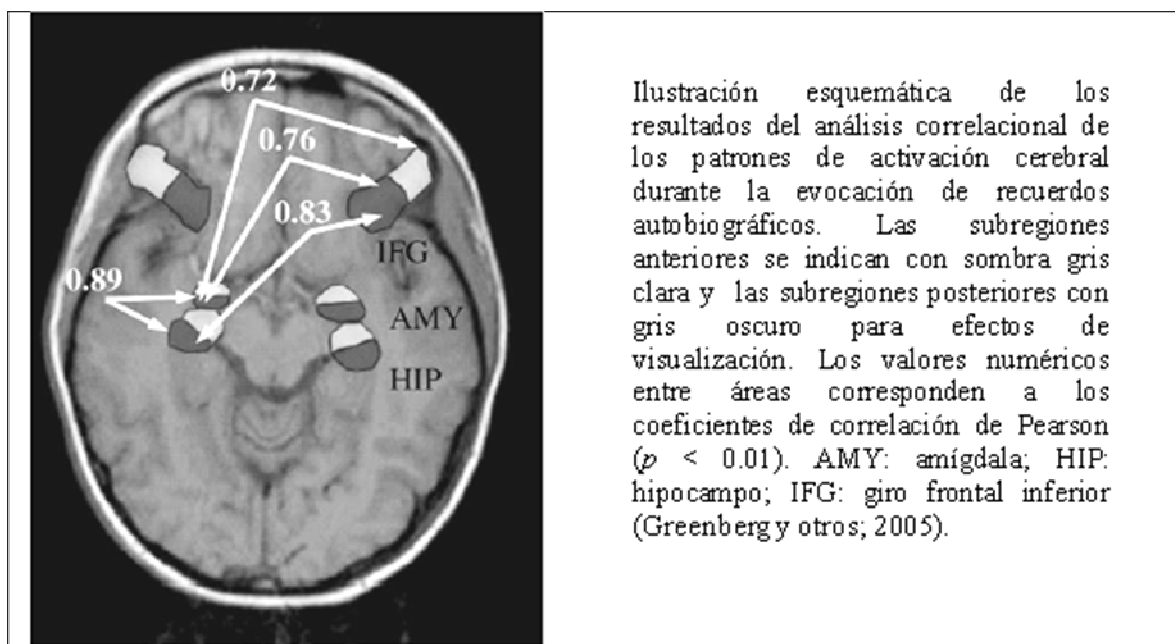 0.72
0.76
0.83
0.89
IFG
AMY
HIP
Ilustración esquemática de los
resultados del análisis correlacional de
los patrones de activación cerebral
durante la evocación de recuerdos
autobiográficos. Las subregiones
anteriores se indican con sombra gris
clara y las subregiones posteriores con
gris oscuro para efectos de
visualización. Los valores numéricos
entre áreas corresponden a los
coeficientes de correlación de Pearson
(p < 0.01). AMY: amígdala; HIP:
hipocampo; IFG: giro frontal inferior
(Greenberg y otros; 2005).